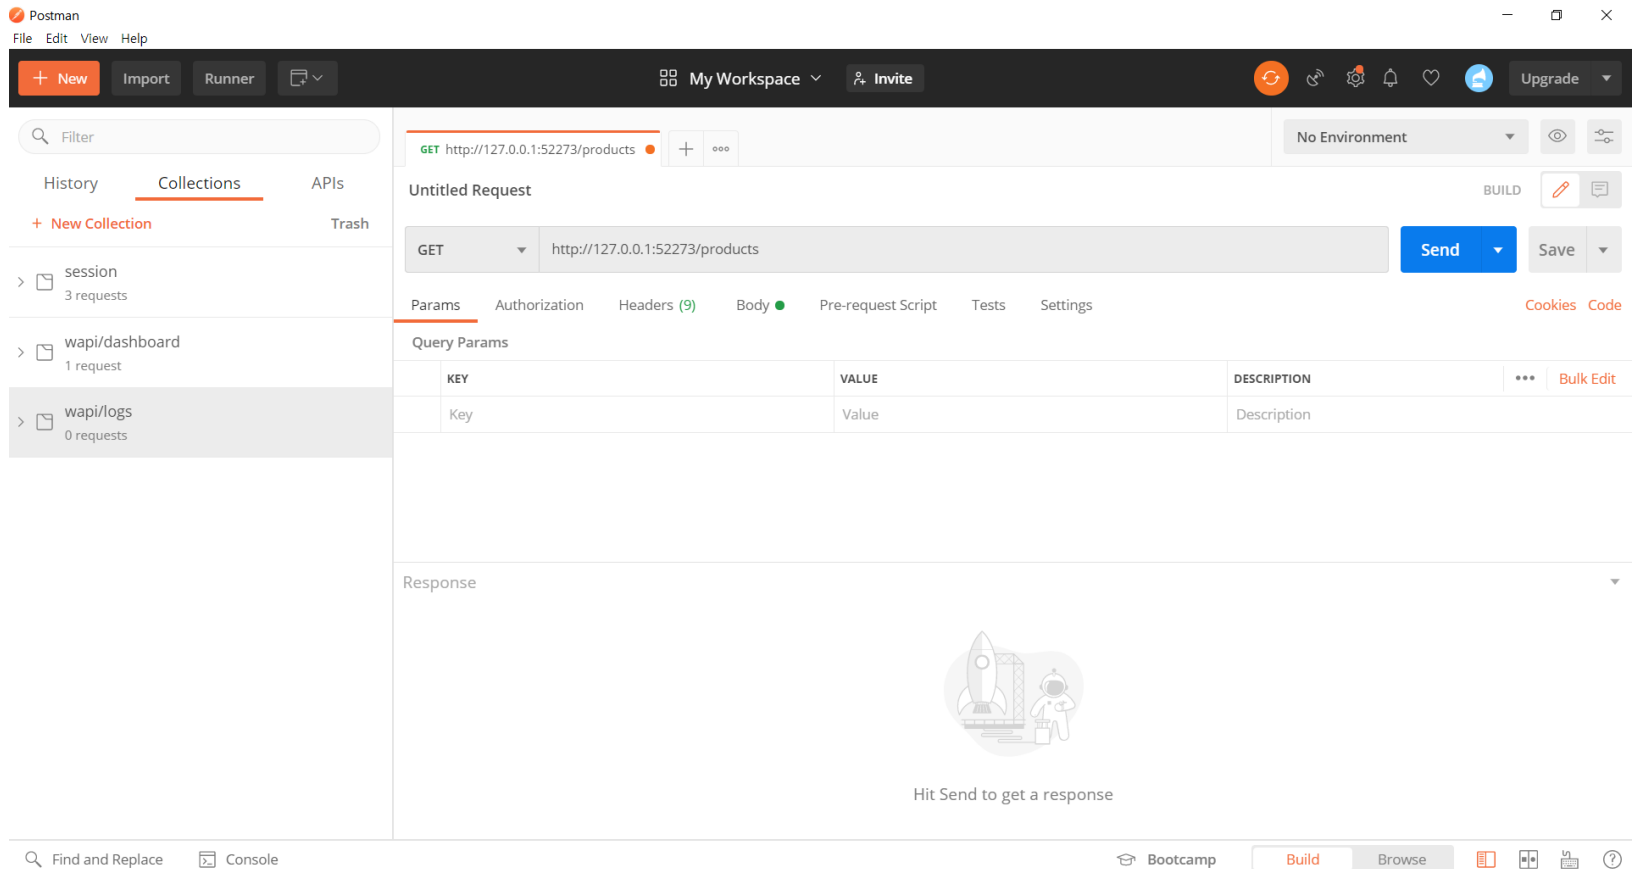 Postman
File Edit View Help
New Import Runner My Workspace Invite Upgrade
Filter
History Collections APIs
+ New Collection Trash
session
3 requests
wapi/dashboard
1 request
wapi/logs
0 requests
GET http://127.0.0.1:52273/products
No Environment
Untitled Request BUILD
GET http://127.0.0.1:52273/products Send Save
Params Authorization Headers (9) Body Pre-request Script Tests Settings Cookies Code
Query Params
KEY VALUE DESCRIPTION Bulk Edit
Key Value Description
Response
Hit Send to get a response
Find and Replace Console Bootcamp Build Browse